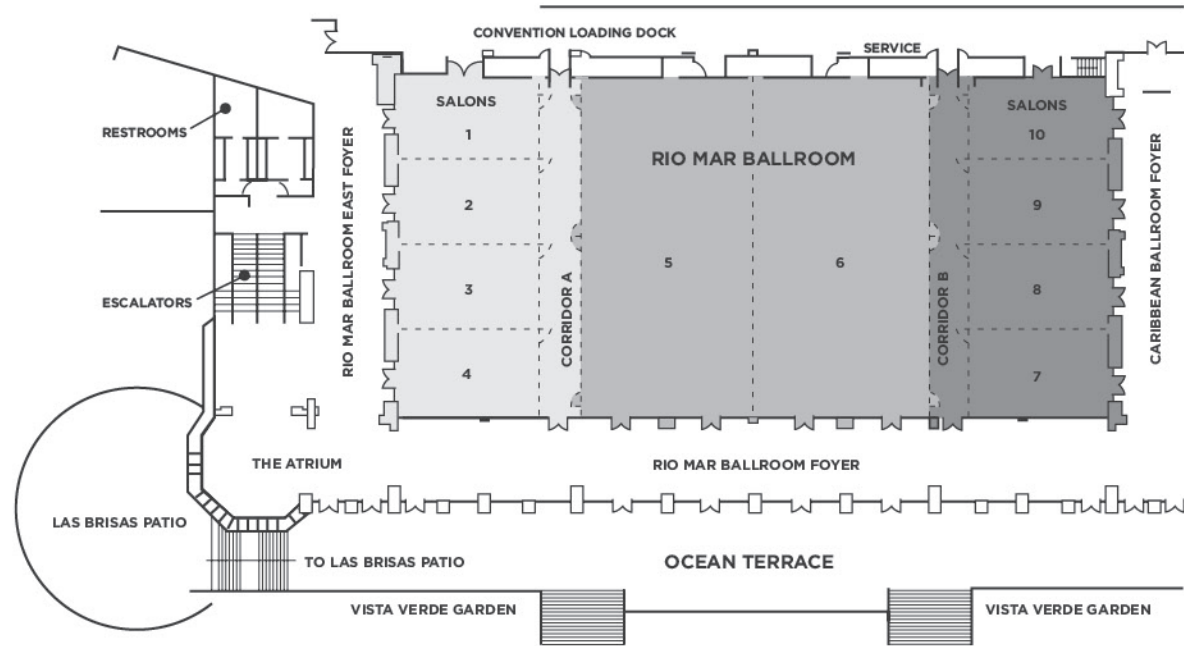 CONVENTION LOADING DOCK
SERVICE
RESTROOMS
ESCALATORS
RIO MAR BALLROOM EAST FOYER
SALONS
1
2
3
4
CORRIDOR A
RIO MAR BALLROOM
5
6
CORRIDOR B
SALONS
10
9
8
7
CARIBBEAN BALLROOM FOYER
THE ATRIUM
RIO MAR BALLROOM FOYER
LAS BRISAS PATIO
TO LAS BRISAS PATIO
OCEAN TERRACE
VISTA VERDE GARDEN
VISTA VERDE GARDEN